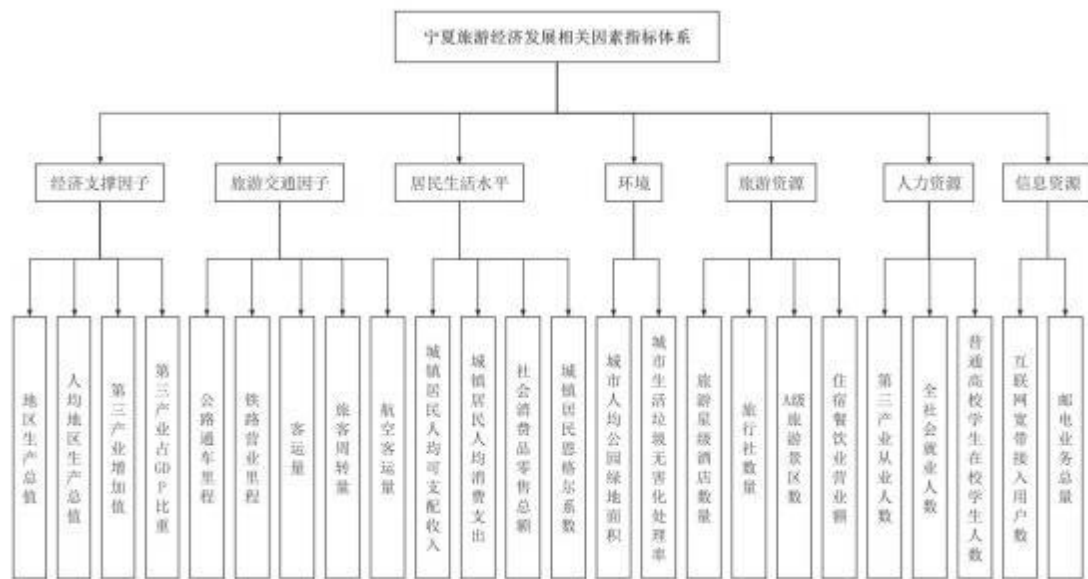 宁夏旅游经济发展相关因素指标体系
经济支撑因子
旅游交通因子
居民生活水平
环境
旅游资源
人力资源
信息资源
地区生产总值
人均地区生产总值
第三产业增加值
第三产业占GDP比重
公路通车里程
铁路营业里程
客运量
旅客周转量
航空客运量
城镇居民人均可支配收入
城镇居民人均消费支出
社会消费品零售总额
城镇居民恩格尔系数
城市人均公园绿地面积
城市生活垃圾无害化处理率
旅游星级酒店数量
旅行社数量
A级旅游景区数
住宿餐饮业营业额
第三产业从业人数
全社会就业人数
普通高校学生在校学生人数
互联网宽带接入用户数
邮电业务总量